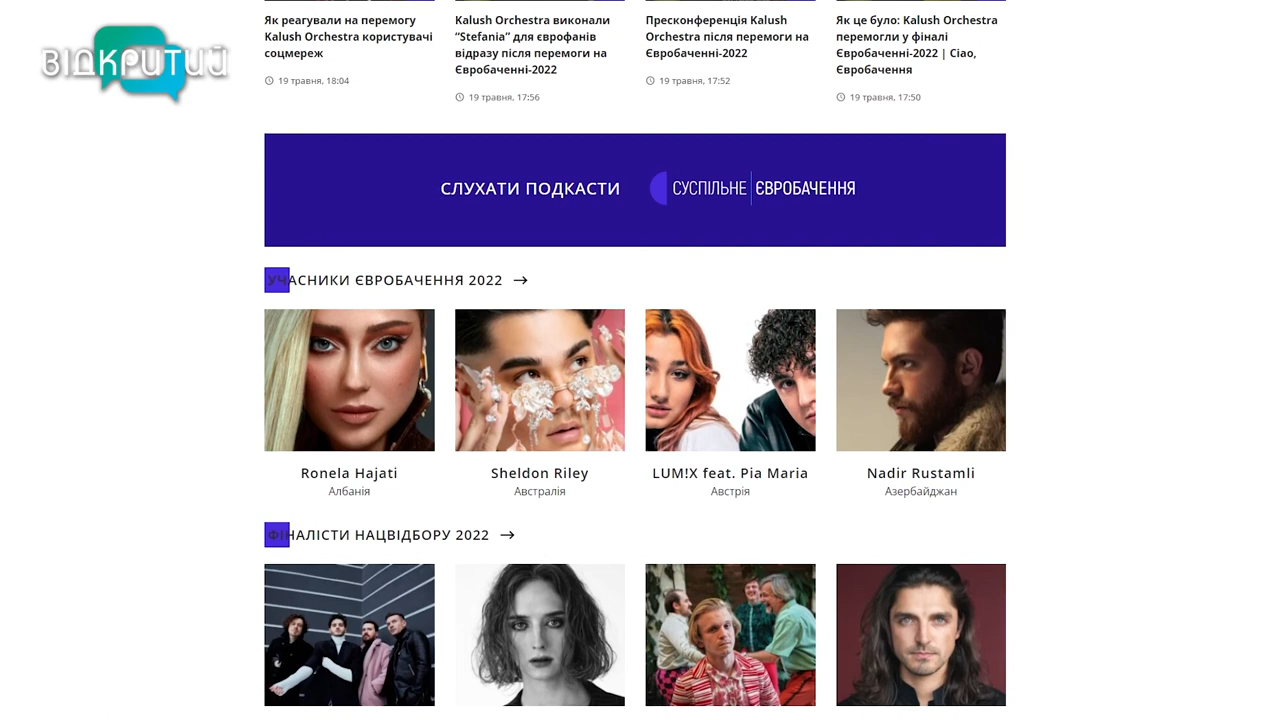 ВІДКРИТИЙ
Як реагували на перемогу
Kalush Orchestra користувачі
соцмереж
19 травня, 18:04
Kalush Orchestra виконали
“Stefania” для єврофанів
відразу після перемоги на
Євробаченні-2022
19 травня, 17:56
Пресконференція Kalush
Orchestra після перемоги на
Євробаченні-2022
19 травня, 17:52
Як це було: Kalush Orchestra
перемогли у фіналі
Євробаченні-2022 | Ciao,
Євробачення
19 травня, 17:50
СЛУХАТИ ПОДКАСТИ СУСПІЛЬНЕ ЄВРОБАЧЕННЯ
УЧАСНИКИ ЄВРОБАЧЕННЯ 2022 →
Ronela Hajati
Албанія
Sheldon Riley
Австралія
LUM!X feat. Pia Maria
Австрія
Nadir Rustamli
Азербайджан
ФІНАЛІСТИ НАЦВІДБОРУ 2022 →